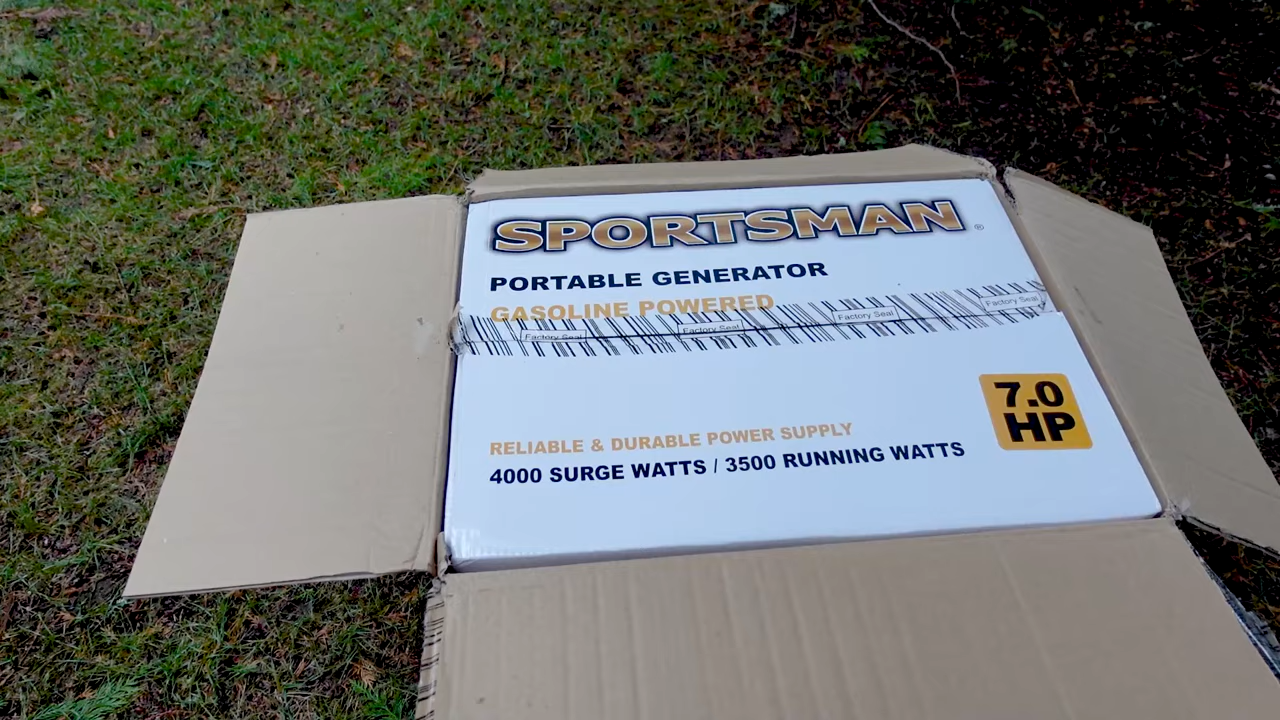 SPORTSMAN®
PORTABLE GENERATOR
GASOLINE POWERED
Factory Seal Factory Seal Factory Seal Factory Seal
7.0
HP
RELIABLE & DURABLE POWER SUPPLY
4000 SURGE WATTS / 3500 RUNNING WATTS